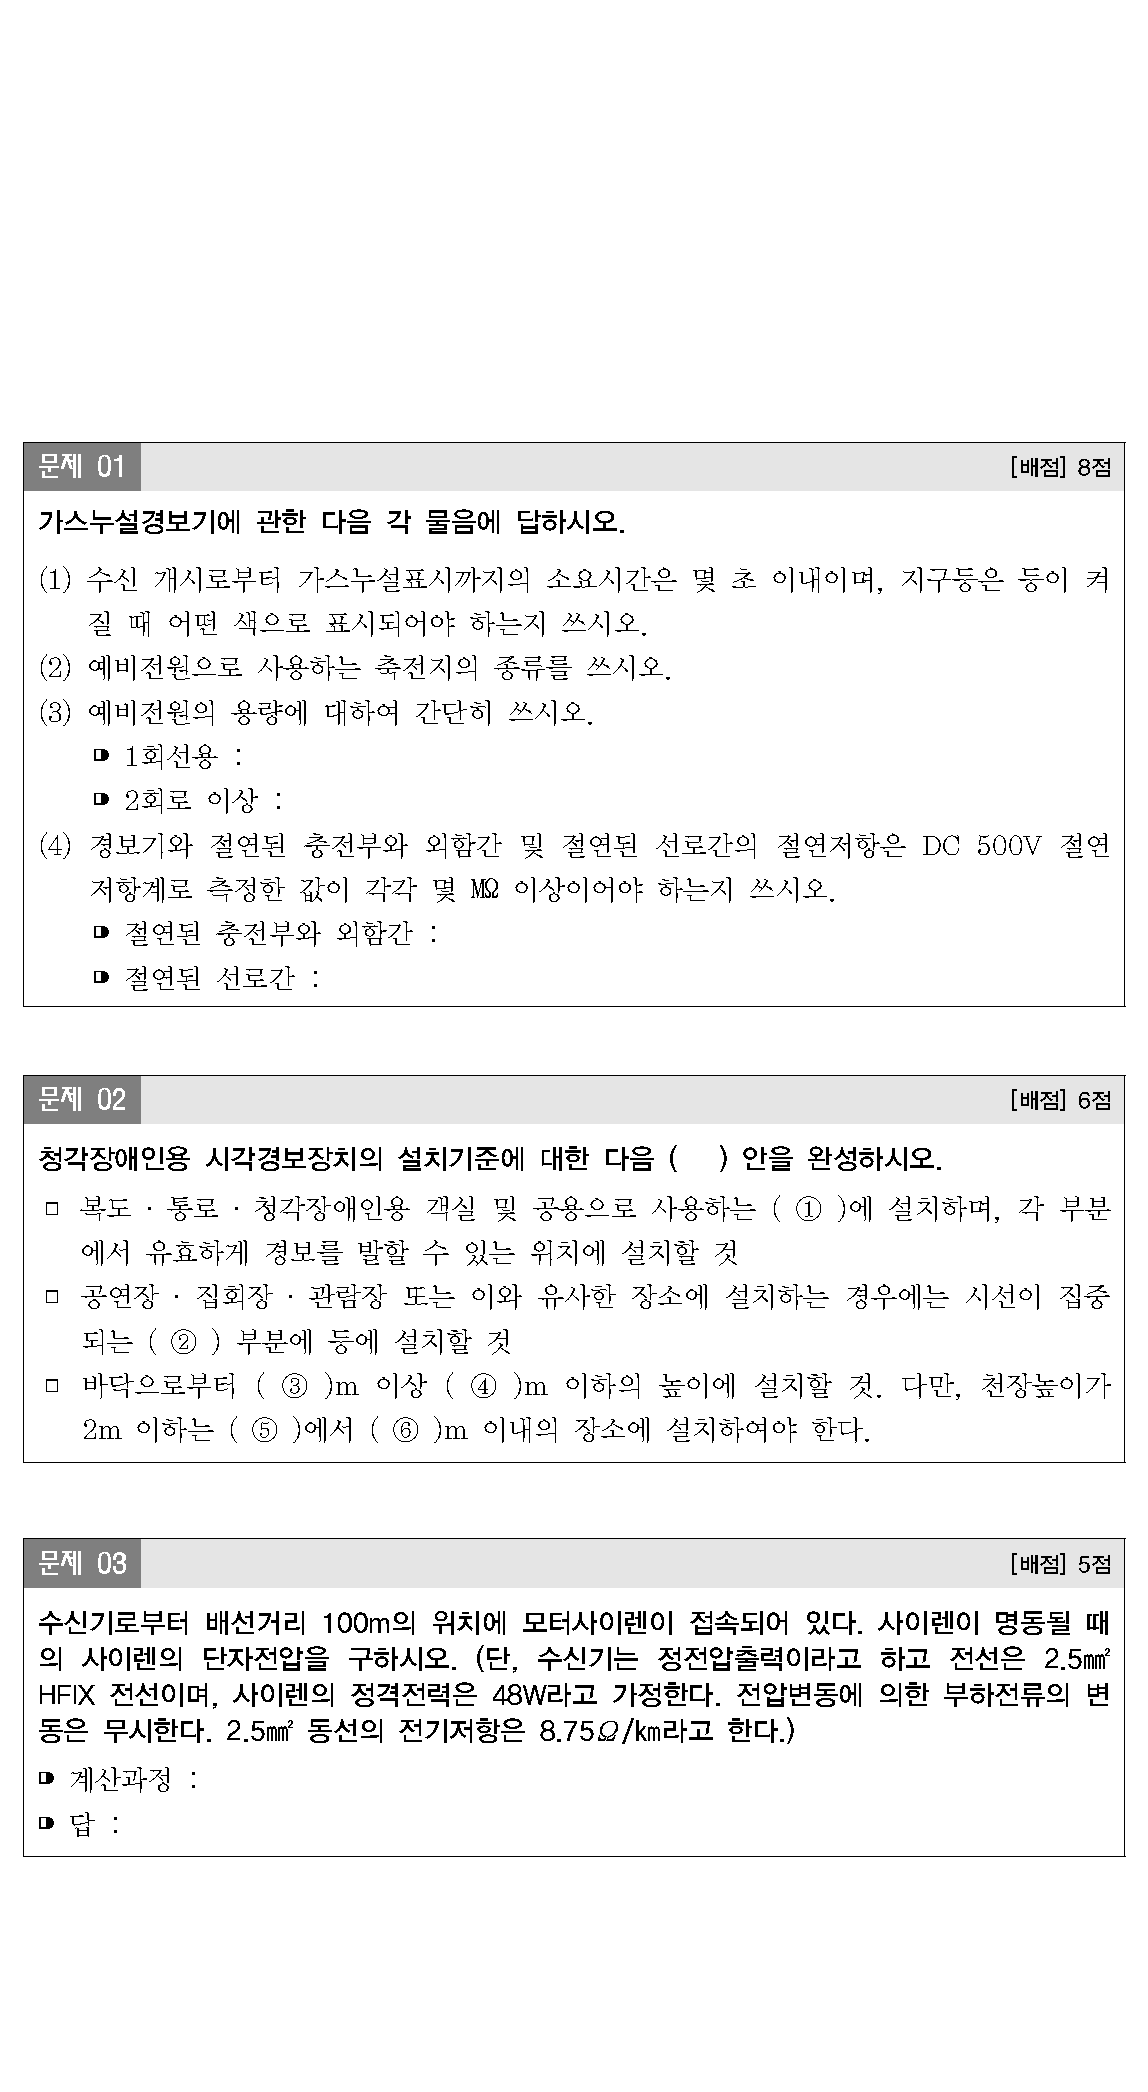 문제 01 [배점] 8점
가스누설경보기에 관한 다음 각 물음에 답하시오.
(1) 수신 개시로부터 가스누설표시까지의 소요시간은 몇 초 이내이며, 지구등은 등이 켜
질 때 어떤 색으로 표시되어야 하는지 쓰시오.
(2) 예비전원으로 사용하는 축전지의 종류를 쓰시오.
(3) 예비전원의 용량에 대하여 간단히 쓰시오.
1회선용 :
2회로 이상 :
(4) 경보기와 절연된 충전부와 외함간 및 절연된 선로간의 절연저항은 DC 500V 절연
저항계로 측정한 값이 각각 몇 ㏁ 이상이어야 하는지 쓰시오.
절연된 충전부와 외함간 :
절연된 선로간 :
문제 02 [배점] 6점
청각장애인용 시각경보장치의 설치기준에 대한 다음 ( ) 안을 완성하시오.
□ 복도 · 통로 · 청각장애인용 객실 및 공용으로 사용하는 ( ① )에 설치하며, 각 부분
에서 유효하게 경보를 발할 수 있는 위치에 설치할 것
□ 공연장 · 집회장 · 관람장 또는 이와 유사한 장소에 설치하는 경우에는 시선이 집중
되는 ( ② ) 부분에 등에 설치할 것
□ 바닥으로부터 ( ③ )m 이상 ( ④ )m 이하의 높이에 설치할 것. 다만, 천장높이가
2m 이하는 ( ⑤ )에서 ( ⑥ )m 이내의 장소에 설치하여야 한다.
문제 03 [배점] 5점
수신기로부터 배선거리 100m의 위치에 모터사이렌이 접속되어 있다. 사이렌이 명동될 때
의 사이렌의 단자전압을 구하시오. (단, 수신기는 정전압출력이라고 하고 전선은 2.5㎟
HFIX 전선이며, 사이렌의 정격전력은 48W라고 가정한다. 전압변동에 의한 부하전류의 변
동은 무시한다. 2.5㎟ 동선의 전기저항은 8.75Ω/km라고 한다.)
계산과정 :
답 :